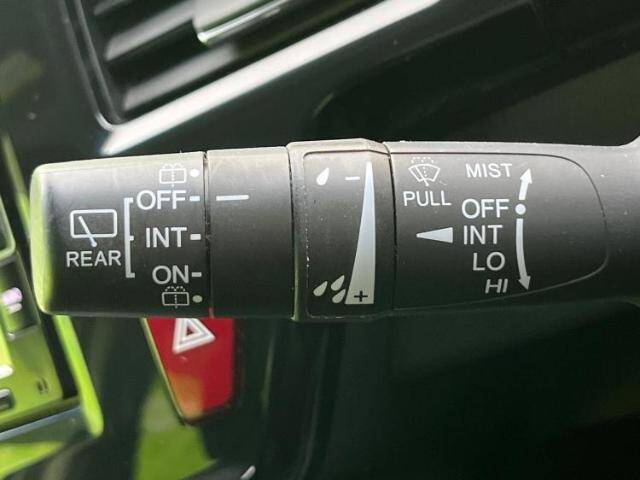 REAR
OFF
INT
ON
−
+
PULL
MIST
OFF
INT
LO
HI